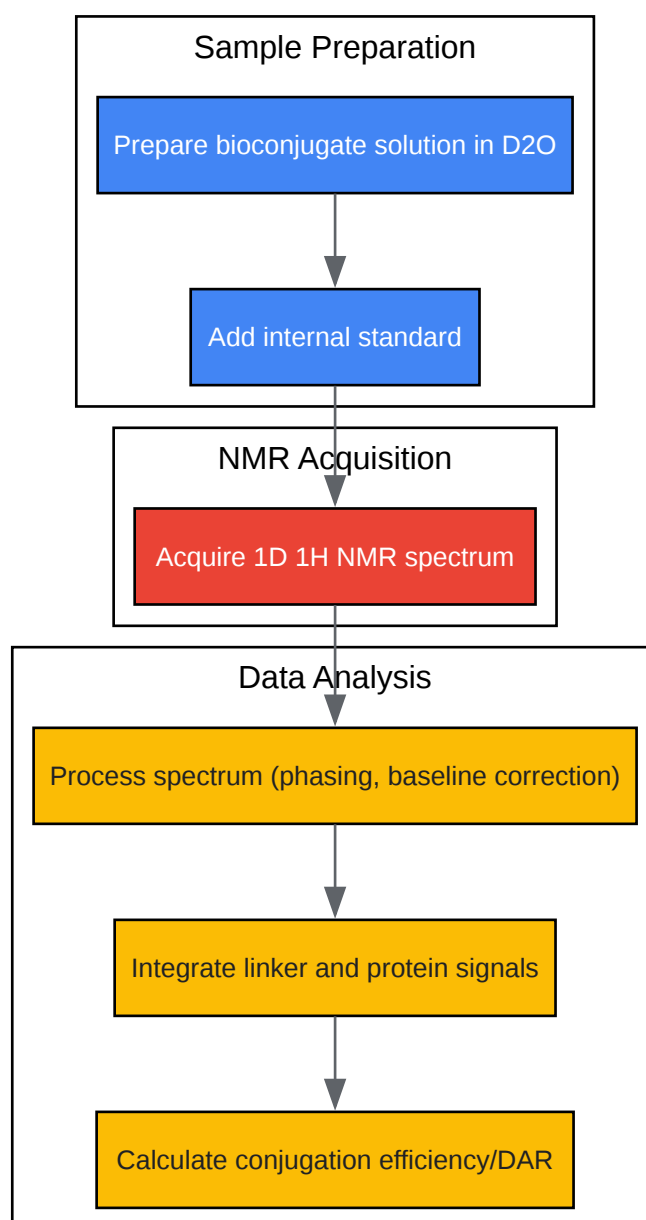 Sample Preparation
Prepare bioconjugate solution in D2O
Add internal standard
NMR Acquisition
Acquire 1D 1H NMR spectrum
Data Analysis
Process spectrum (phasing, baseline correction)
Integrate linker and protein signals
Calculate conjugation efficiency/DAR